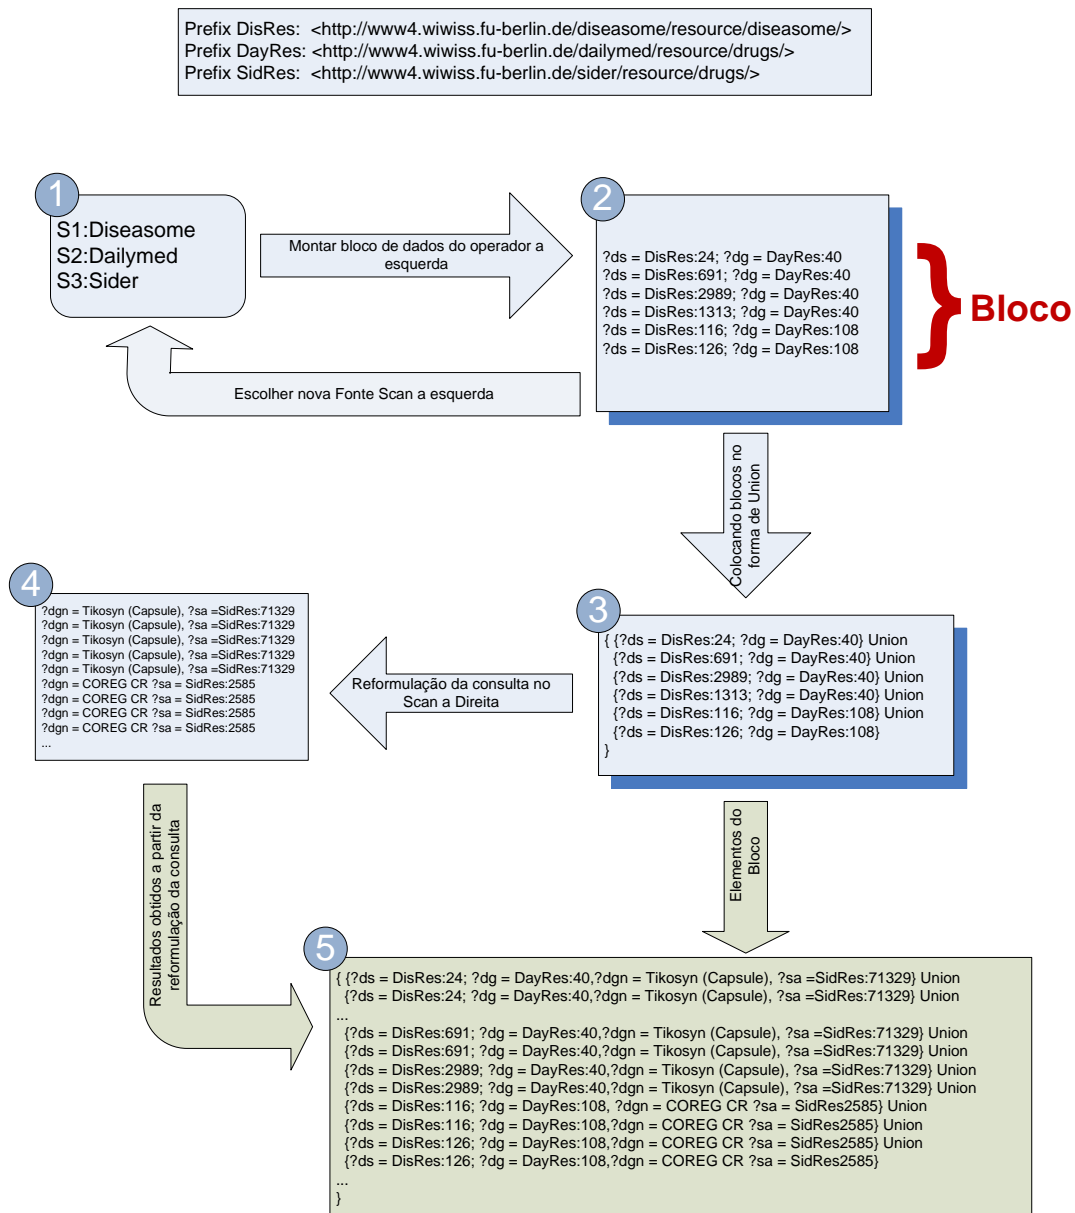 Prefix DisRes:  <http://www4.wiwiss.fu-berlin.de/diseasome/resource/diseasome/>
Prefix DayRes: <http://www4.wiwiss.fu-berlin.de/dailymed/resource/drugs/>
Prefix SidRes:  <http://www4.wiwiss.fu-berlin.de/sider/resource/drugs/>
1
S1:Diseasome
S2:Dailymed
S3:Sider
Montar bloco de dados do operador a
esquerda
2
?ds = DisRes:24; ?dg = DayRes:40
?ds = DisRes:691; ?dg = DayRes:40
?ds = DisRes:2989; ?dg = DayRes:40
?ds = DisRes:1313; ?dg = DayRes:40
?ds = DisRes:116; ?dg = DayRes:108
?ds = DisRes:126; ?dg = DayRes:108
} Bloco
Escolher nova Fonte Scan a esquerda
Colocando blocos no
forma de Union
3
{ {?ds = DisRes:24; ?dg = DayRes:40} Union
{?ds = DisRes:691; ?dg = DayRes:40} Union
{?ds = DisRes:2989; ?dg = DayRes:40} Union
{?ds = DisRes:1313; ?dg = DayRes:40} Union
{?ds = DisRes:116; ?dg = DayRes:108} Union
{?ds = DisRes:126; ?dg = DayRes:108}
}
Reformulação da consulta no
Scan a Direita
4
?dgn = Tikosyn (Capsule), ?sa =SidRes:71329
?dgn = Tikosyn (Capsule), ?sa =SidRes:71329
?dgn = Tikosyn (Capsule), ?sa =SidRes:71329
?dgn = Tikosyn (Capsule), ?sa =SidRes:71329
?dgn = Tikosyn (Capsule), ?sa =SidRes:71329
?dgn = COREG CR ?sa = SidRes:2585
?dgn = COREG CR ?sa = SidRes:2585
?dgn = COREG CR ?sa = SidRes:2585
?dgn = COREG CR ?sa = SidRes:2585
...
Resultados obtidos a partir da
reformulação da consulta
Elementos do
Bloco
5
{ {?ds = DisRes:24; ?dg = DayRes:40,?dgn = Tikosyn (Capsule), ?sa =SidRes:71329} Union
{?ds = DisRes:24; ?dg = DayRes:40,?dgn = Tikosyn (Capsule), ?sa =SidRes:71329} Union
...
{?ds = DisRes:691; ?dg = DayRes:40,?dgn = Tikosyn (Capsule), ?sa =SidRes:71329} Union
{?ds = DisRes:691; ?dg = DayRes:40,?dgn = Tikosyn (Capsule), ?sa =SidRes:71329} Union
{?ds = DisRes:2989; ?dg = DayRes:40,?dgn = Tikosyn (Capsule), ?sa =SidRes:71329} Union
{?ds = DisRes:2989; ?dg = DayRes:40,?dgn = Tikosyn (Capsule), ?sa =SidRes:71329} Union
{?ds = DisRes:116; ?dg = DayRes:108, ?dgn = COREG CR ?sa = SidRes2585} Union
{?ds = DisRes:116; ?dg = DayRes:108,?dgn = COREG CR ?sa = SidRes2585} Union
{?ds = DisRes:126; ?dg = DayRes:108,?dgn = COREG CR ?sa = SidRes2585} Union
{?ds = DisRes:126; ?dg = DayRes:108,?dgn = COREG CR ?sa = SidRes2585}
...
}